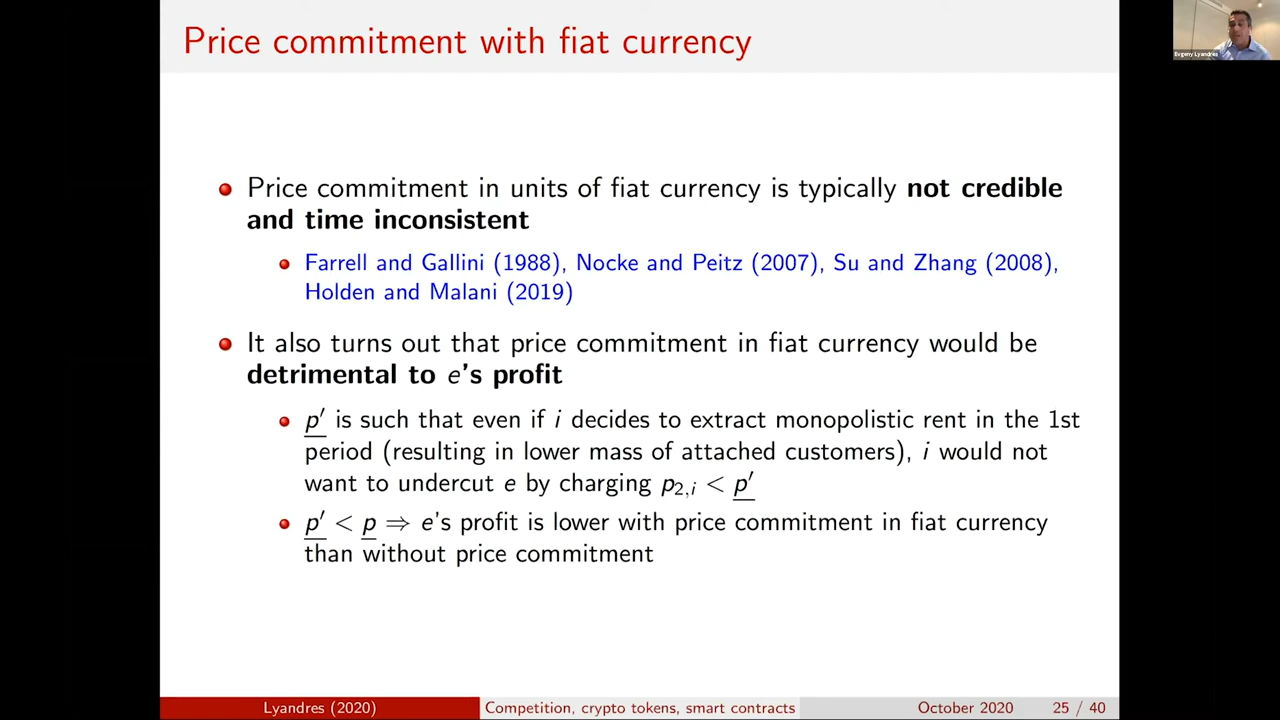 Price commitment with fiat currency
Evgeny Lyandres
Price commitment in units of fiat currency is typically not credible
and time inconsistent
Farrell and Gallini (1988), Nocke and Peitz (2007), Su and Zhang (2008),
Holden and Malani (2019)
It also turns out that price commitment in fiat currency would be
detrimental to e's profit
p′ is such that even if i decides to extract monopolistic rent in the 1st
period (resulting in lower mass of attached customers), i would not
want to undercut e by charging p2,i < p′
p′ < p ⇒ e's profit is lower with price commitment in fiat currency
than without price commitment
Lyandres (2020) Competition, crypto tokens, smart contracts October 2020 25 / 40